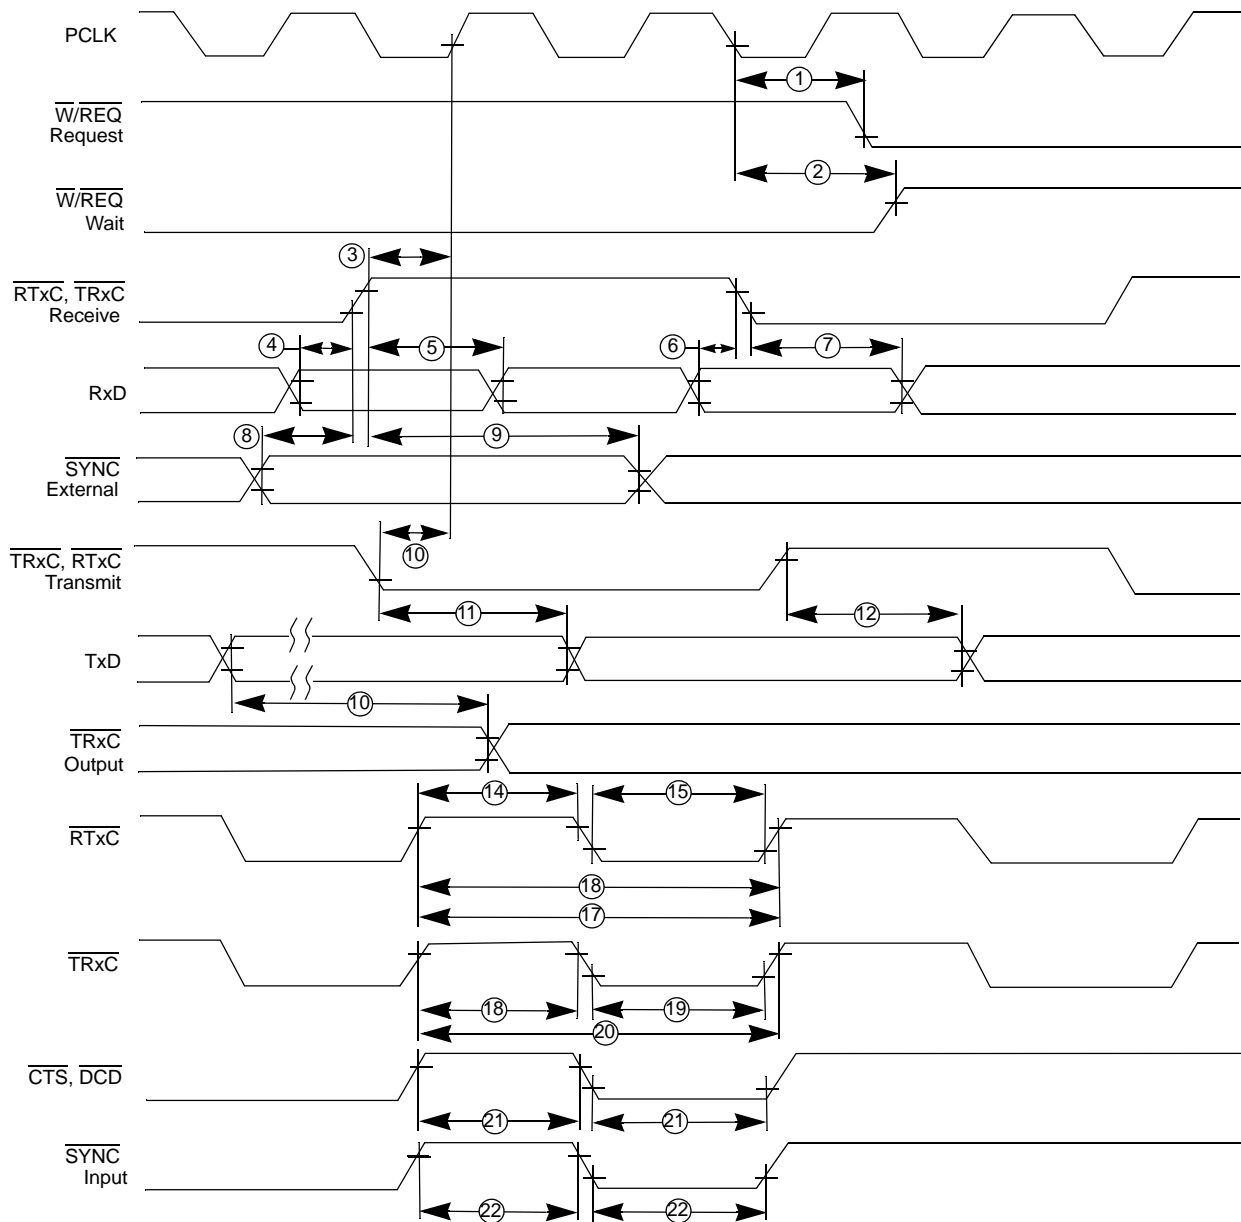 PCLK
1
W/REQ
Request
2
W/REQ
Wait
3
RTxC, TRxC
Receive
4
5
6
7
RxD
8
9
SYNC
External
10
TRxC, RTxC
Transmit
11
12
TxD
10
TRxC
Output
14
15
RTxC
18
17
TRxC
18
19
20
CTS, DCD
21
21
SYNC
Input
22
22